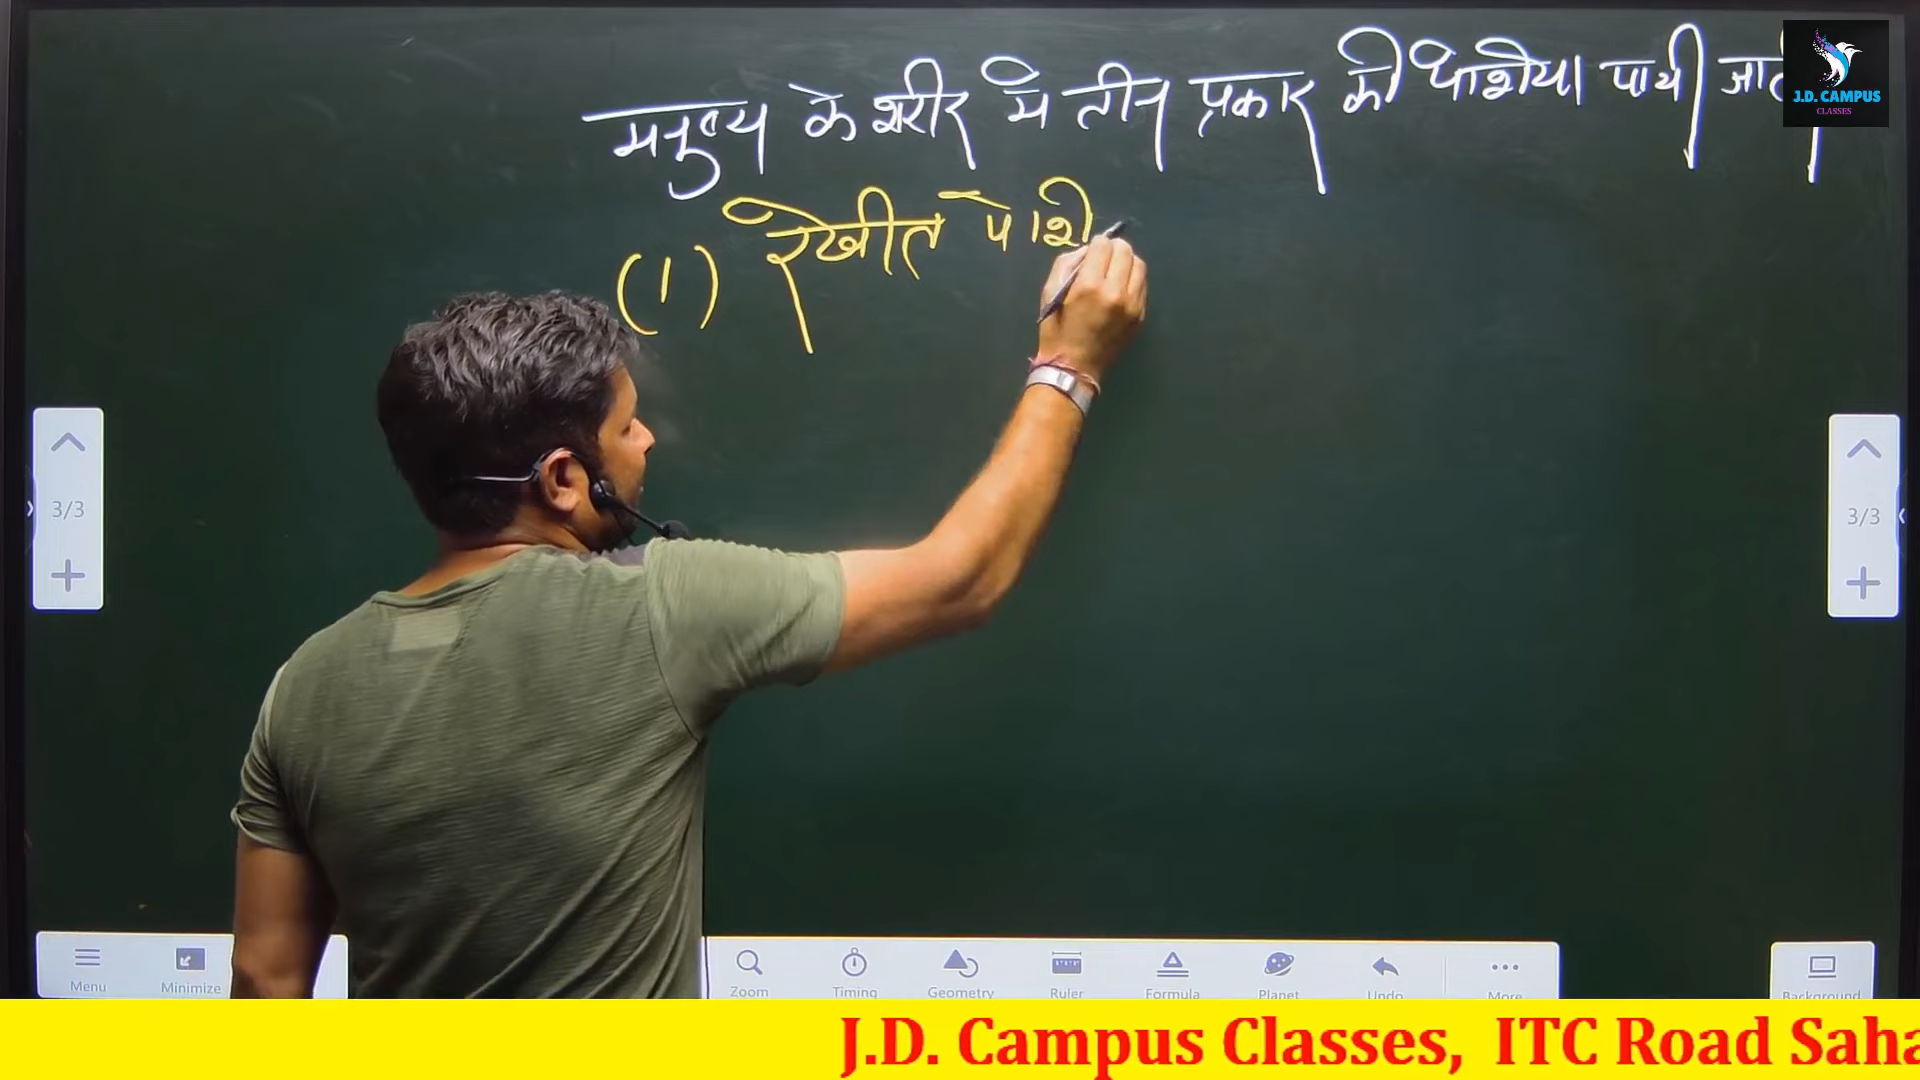 मनुष्य के शरीर मे तीन प्रकार की पाशीया पायी
(1) रेखीत पेशी
J.D. CAMPUS
CLASSES
3/3
3/3
Menu
Minimize
Zoom
Timing
Geometry
Ruler
Formula
Planet
Undo
More
Background
J.D. Campus Classes, ITC Road Saha